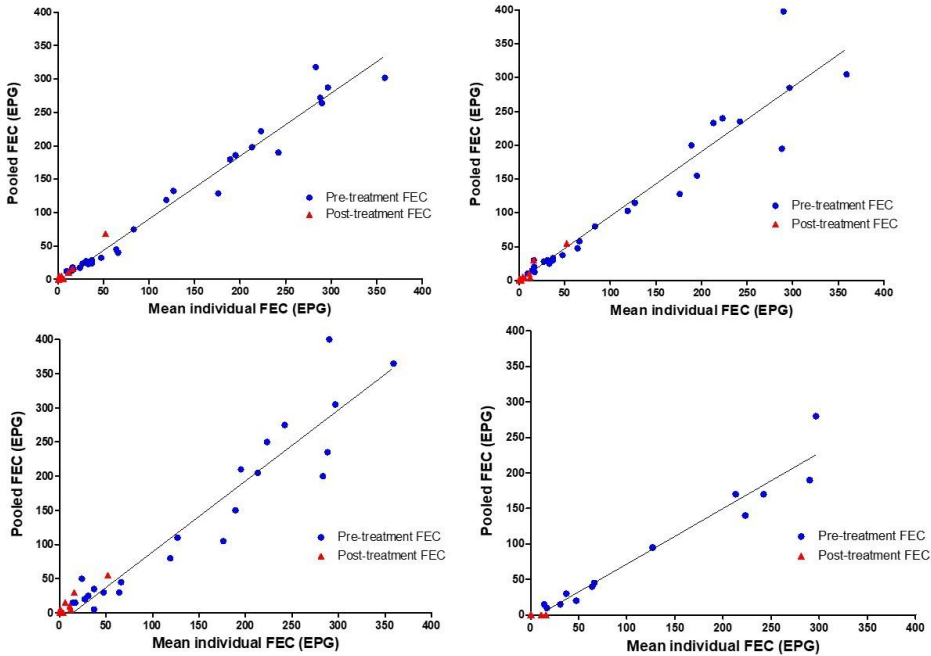 400
350
300
250
200
150
100
50
0
Pooled FEC (EPG)
Pre-treatment FEC
Post-treatment FEC
0 50 100 150 200 250 300 350 400
Mean individual FEC (EPG)
400
350
300
250
200
150
100
50
0
Pooled FEC (EPG)
Pre-treatment FEC
Post-treatment FEC
0 50 100 150 200 250 300 350 400
Mean individual FEC (EPG)
400
350
300
250
200
150
100
50
0
Pooled FEC (EPG)
Pre-treatment FEC
Post-treatment FEC
0 50 100 150 200 250 300 350 400
Mean individual FEC (EPG)
400
350
300
250
200
150
100
50
0
Pooled FEC (EPG)
Pre-treatment FEC
Post-treatment FEC
0 50 100 150 200 250 300 350 400
Mean individual FEC (EPG)